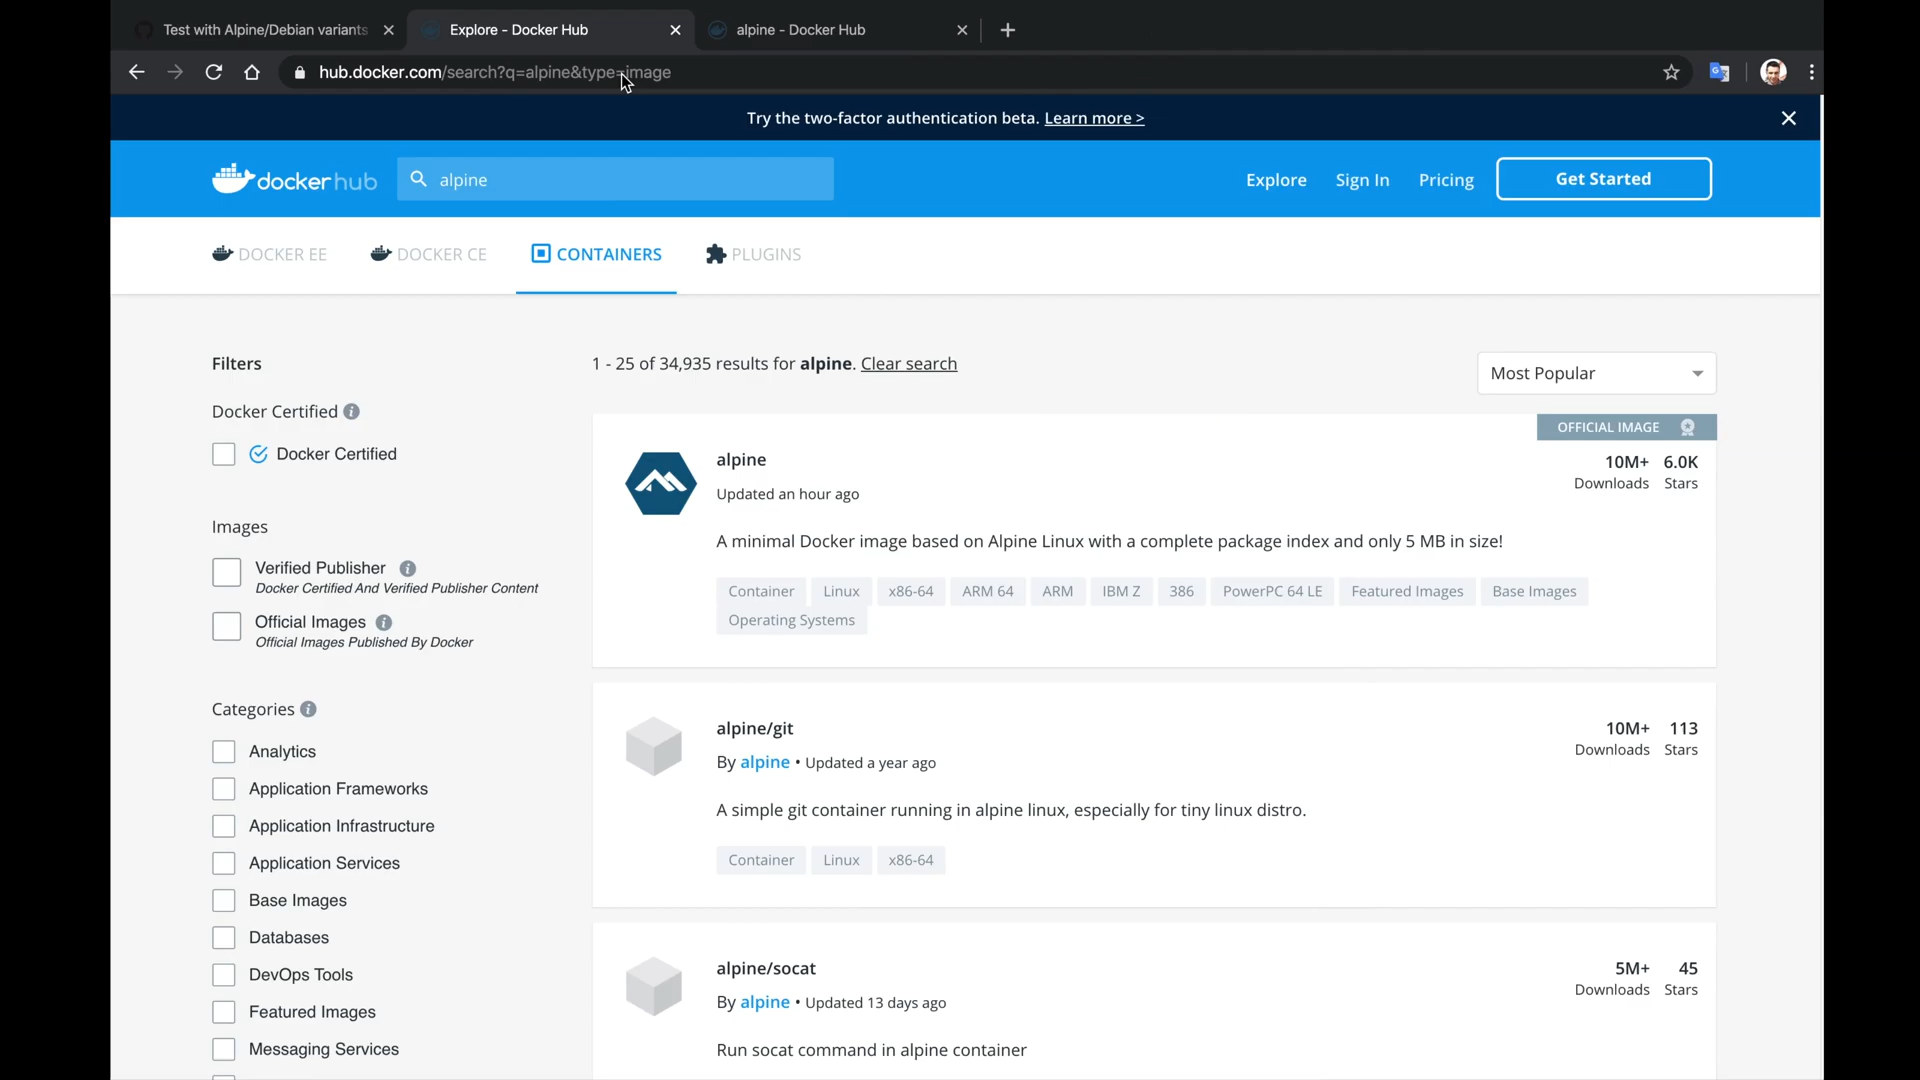 Test with Alpine/Debian variants
Explore - Docker Hub
alpine - Docker Hub
hub.docker.com/search?q=alpine&type=image
Try the two-factor authentication beta. Learn more >
dockerhub
alpine
Explore
Sign In
Pricing
Get Started
DOCKER EE
DOCKER CE
CONTAINERS
PLUGINS
Filters
Docker Certified
Docker Certified
Images
Verified Publisher
Docker Certified And Verified Publisher Content
Official Images
Official Images Published By Docker
Categories
Analytics
Application Frameworks
Application Infrastructure
Application Services
Base Images
Databases
DevOps Tools
Featured Images
Messaging Services
1 - 25 of 34,935 results for alpine. Clear search
Most Popular
OFFICIAL IMAGE
alpine
10M+ 6.0K
Downloads Stars
Updated an hour ago
A minimal Docker image based on Alpine Linux with a complete package index and only 5 MB in size!
Container Linux x86-64 ARM 64 ARM IBM Z 386 PowerPC 64 LE Featured Images Base Images
Operating Systems
alpine/git
10M+ 113
Downloads Stars
By alpine • Updated a year ago
A simple git container running in alpine linux, especially for tiny linux distro.
Container Linux x86-64
alpine/socat
5M+ 45
Downloads Stars
By alpine • Updated 13 days ago
Run socat command in alpine container